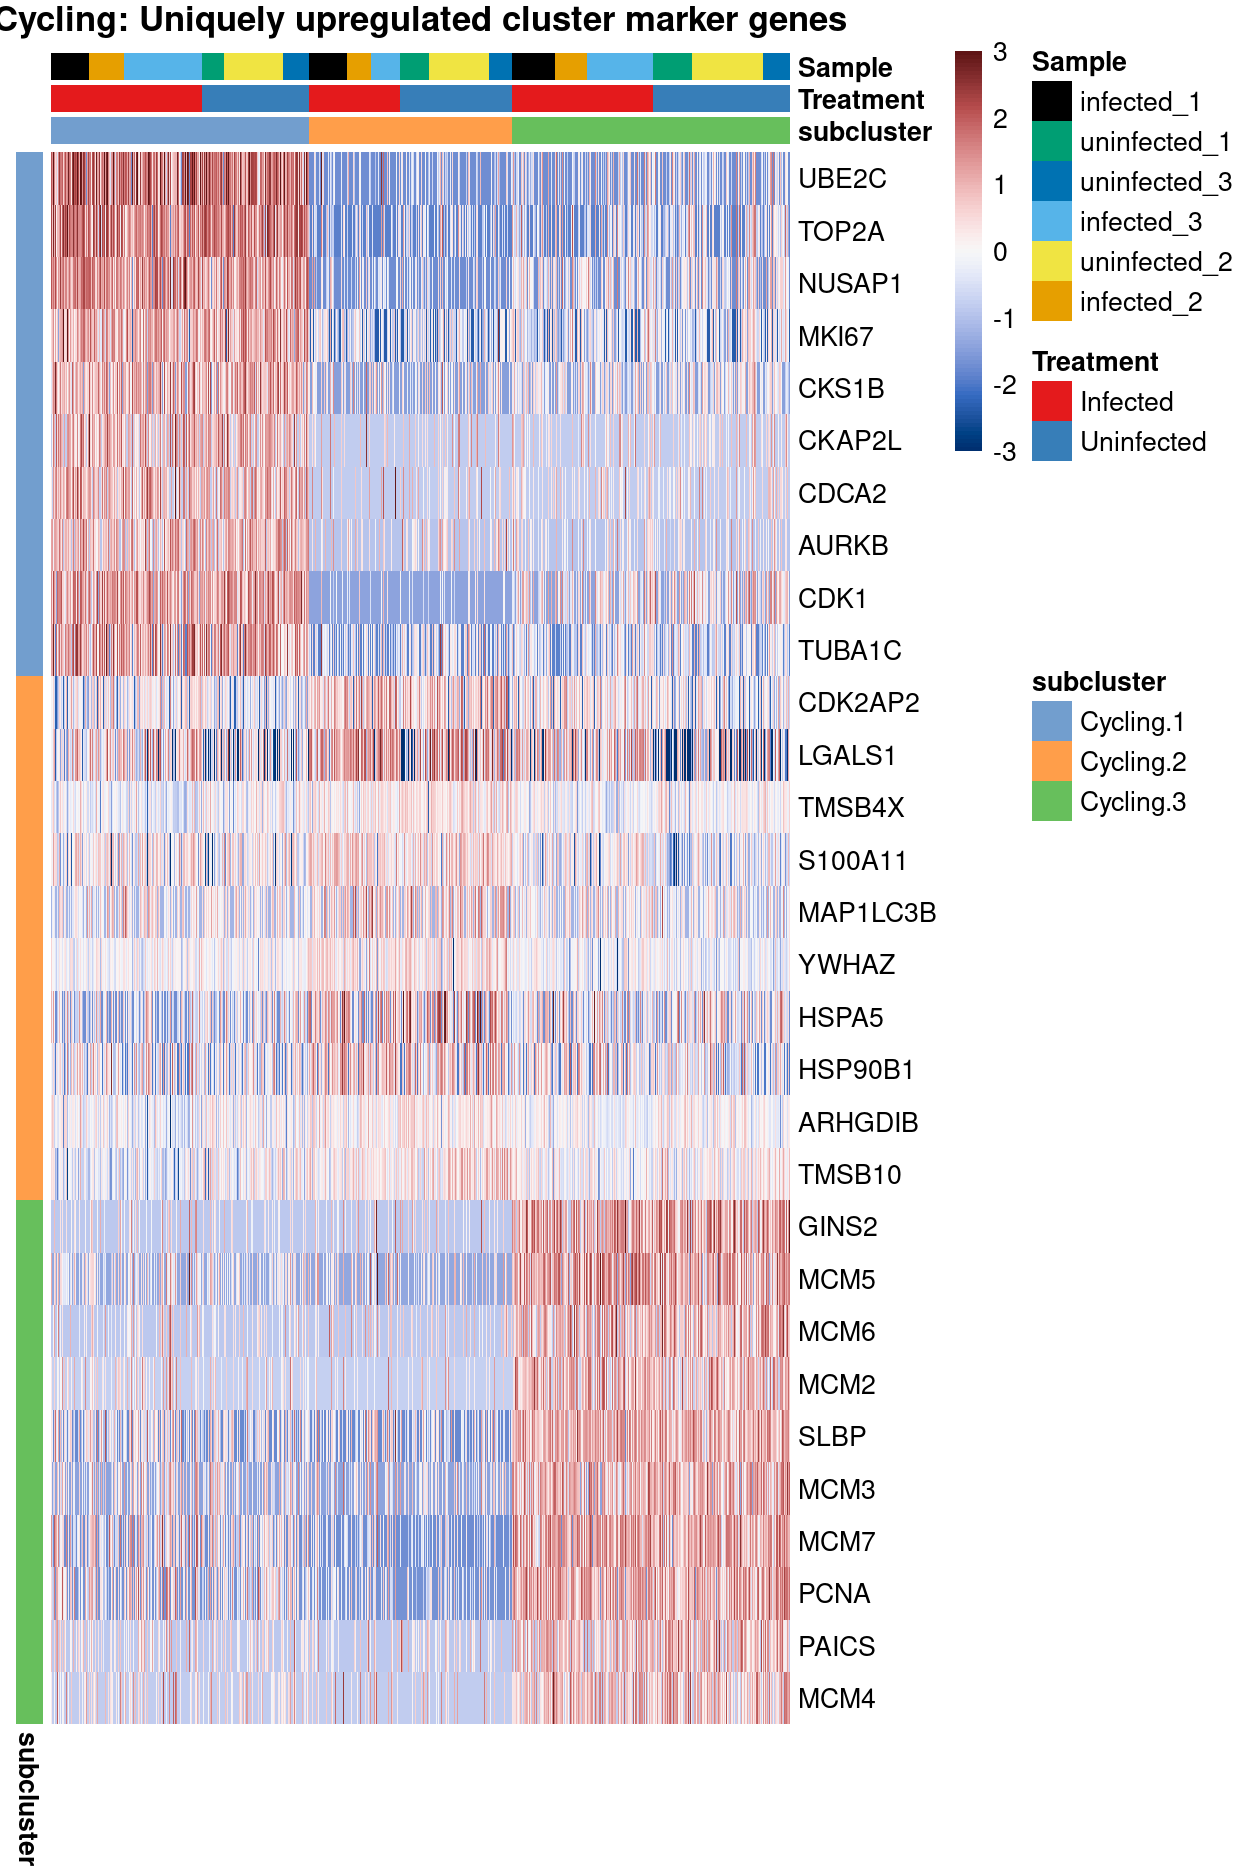 Cycling: Uniquely upregulated cluster marker genes
Sample
Treatment
subcluster
UBE2C
TOP2A
NUSAP1
MKI67
CKS1B
CKAP2L
CDCA2
AURKB
CDK1
TUBA1C
CDK2AP2
LGALS1
TMSB4X
S100A11
MAP1LC3B
YWHAZ
HSPA5
HSP90B1
ARHGDIB
TMSB10
GINS2
MCM5
MCM6
MCM2
SLBP
MCM3
MCM7
PCNA
PAICS
MCM4
subcluster
3
2
1
0
-1
-2
-3
Sample
infected_1
uninfected_1
uninfected_3
infected_3
uninfected_2
infected_2
Treatment
Infected
Uninfected
subcluster
Cycling.1
Cycling.2
Cycling.3